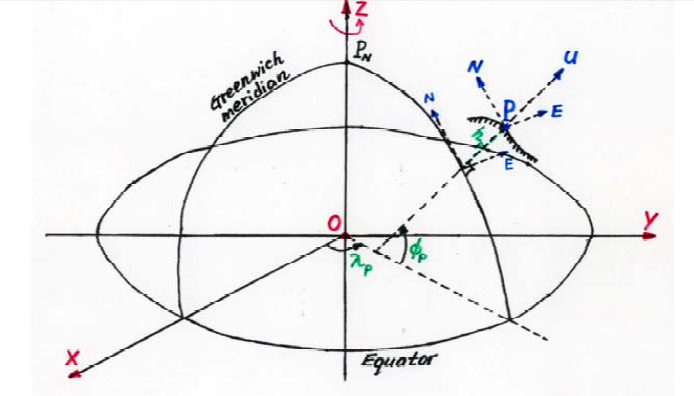 Z
P_N
Greenwich
meridian
N
U
P
E
N
ξ
E
O
Y
λ_P
ϕ_P
X
Equator